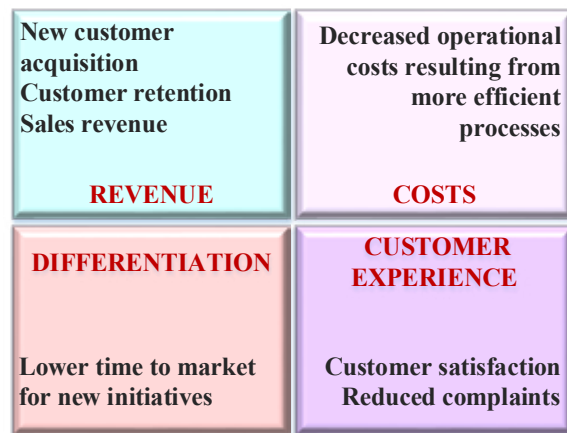 New customer
acquisition
Customer retention
Sales revenue
REVENUE
Decreased operational
costs resulting from
more efficient
processes
COSTS
DIFFERENTIATION
Lower time to market
for new initiatives
CUSTOMER
EXPERIENCE
Customer satisfaction
Reduced complaints